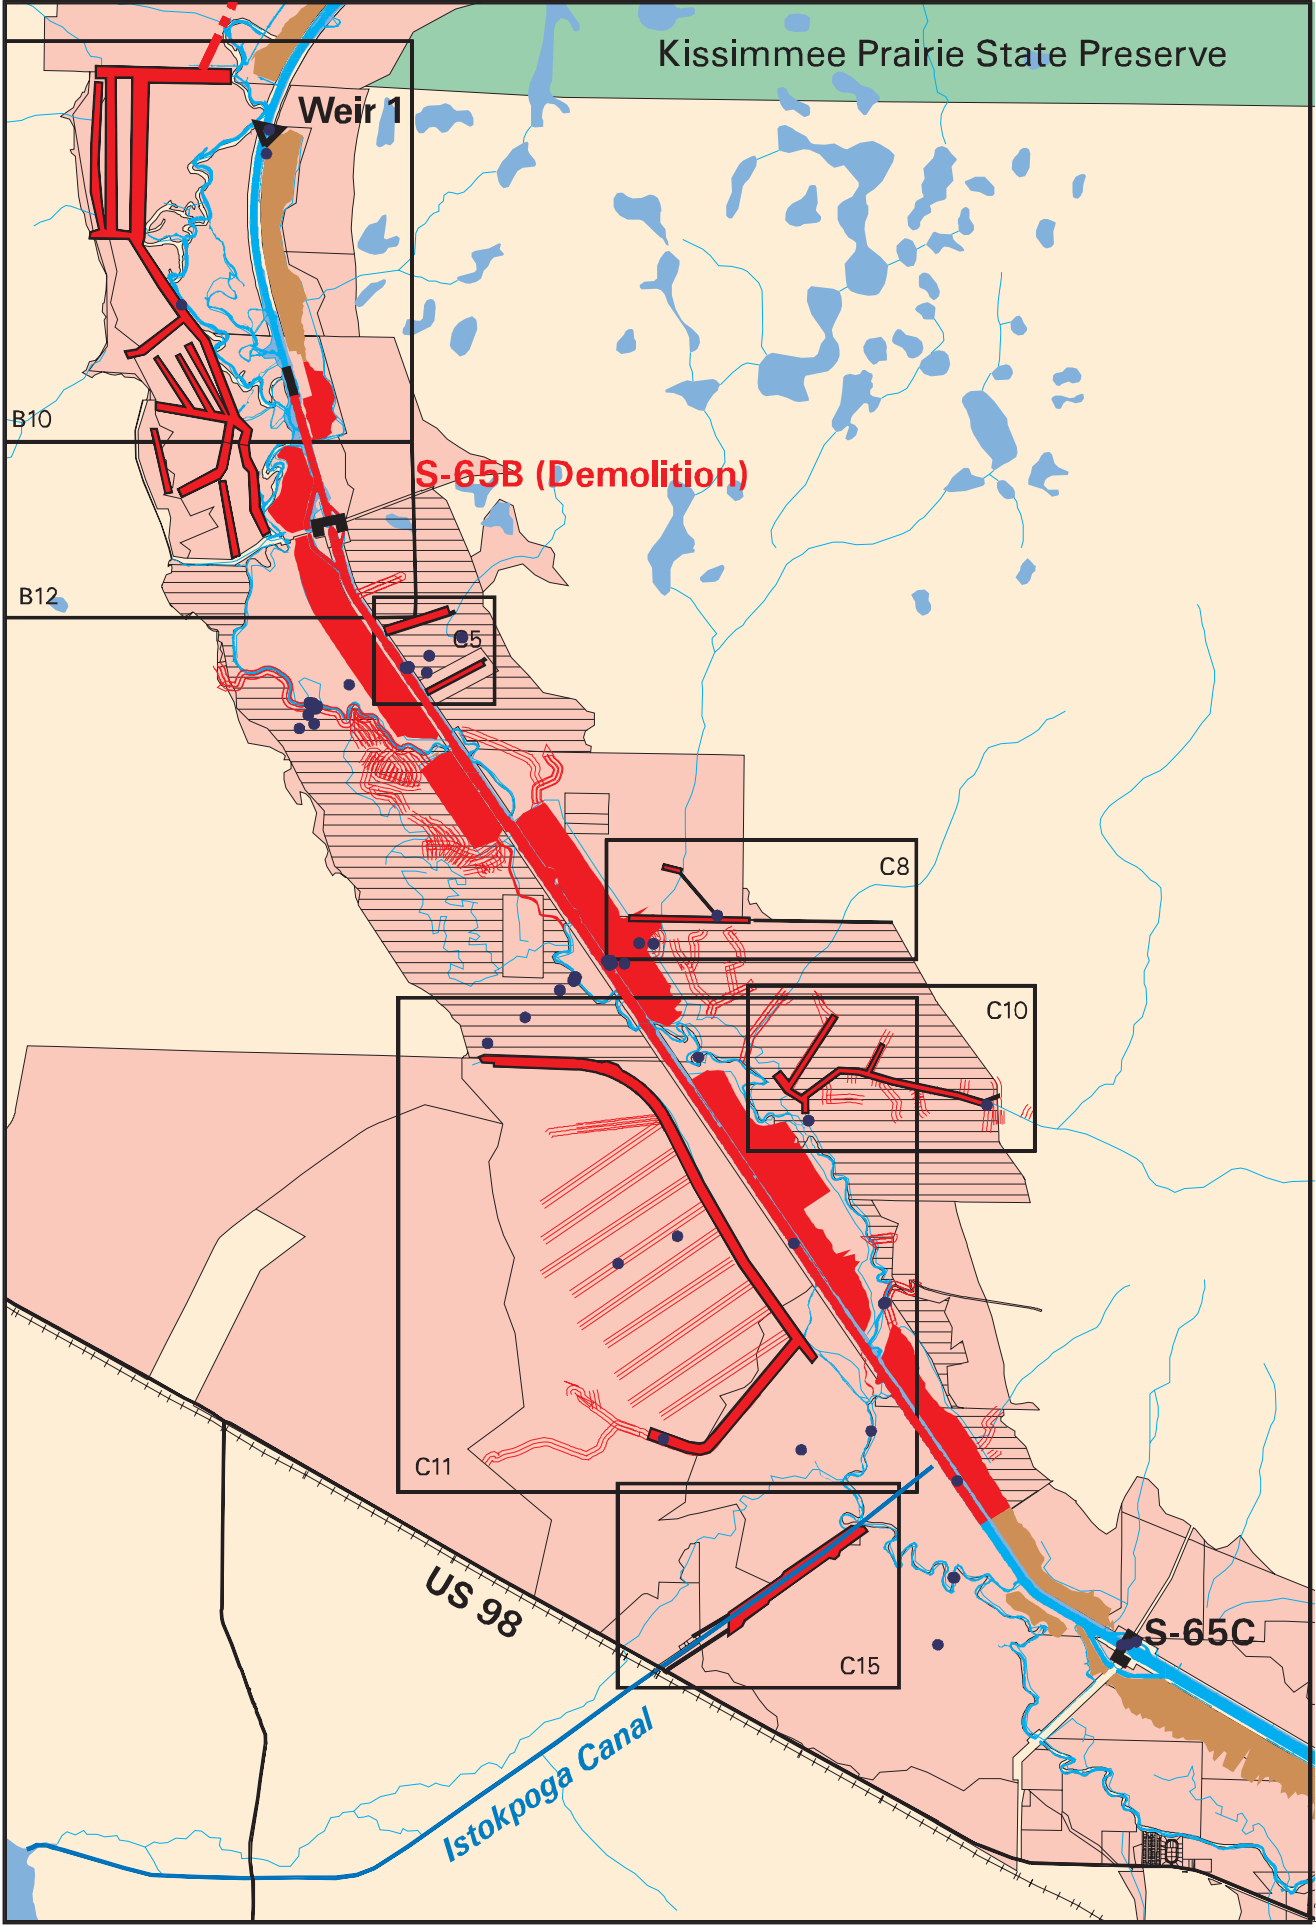 Kissimmee Prairie State Preserve
Weir 1
B10
S-65B (Demolition)
B12
C5
C8
C10
C11
US 98
S-65C
C15
Istokpoga Canal